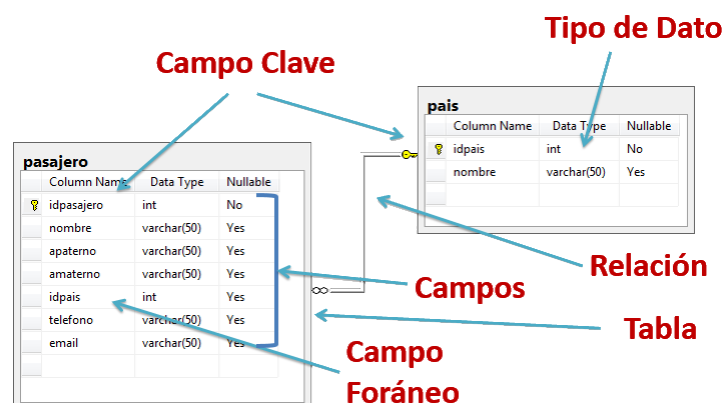 Tipo de Dato
Campo Clave
pais
Column Name Data Type Nullable
idpais int No
nombre varchar(50) Yes
pasajero
Column Name Data Type Nullable
idpasajero int No
nombre varchar(50) Yes
apaterno varchar(50) Yes
amaterno varchar(50) Yes
idpais int Yes
telefono varchar(50) Yes
email varchar(50) Yes
Relación
Campos
Tabla
Campo
Foráneo